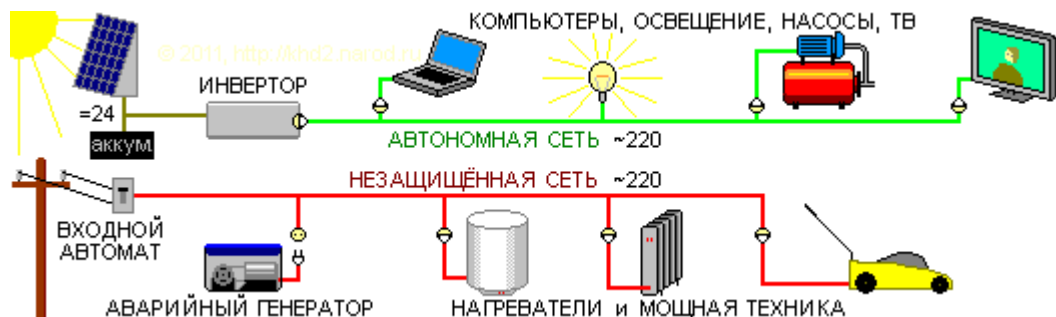 КОМПЬЮТЕРЫ, ОСВЕЩЕНИЕ, НАСОСЫ, ТВ
© 2011, http://khd2.narod.ru
ИНВЕРТОР
=24
аккум.
АВТОНОМНАЯ СЕТЬ ~220
НЕЗАЩИЩЁННАЯ СЕТЬ ~220
ВХОДНОЙ
АВТОМАТ
АВАРИЙНЫЙ ГЕНЕРАТОР
НАГРЕВАТЕЛИ и МОЩНАЯ ТЕХНИКА